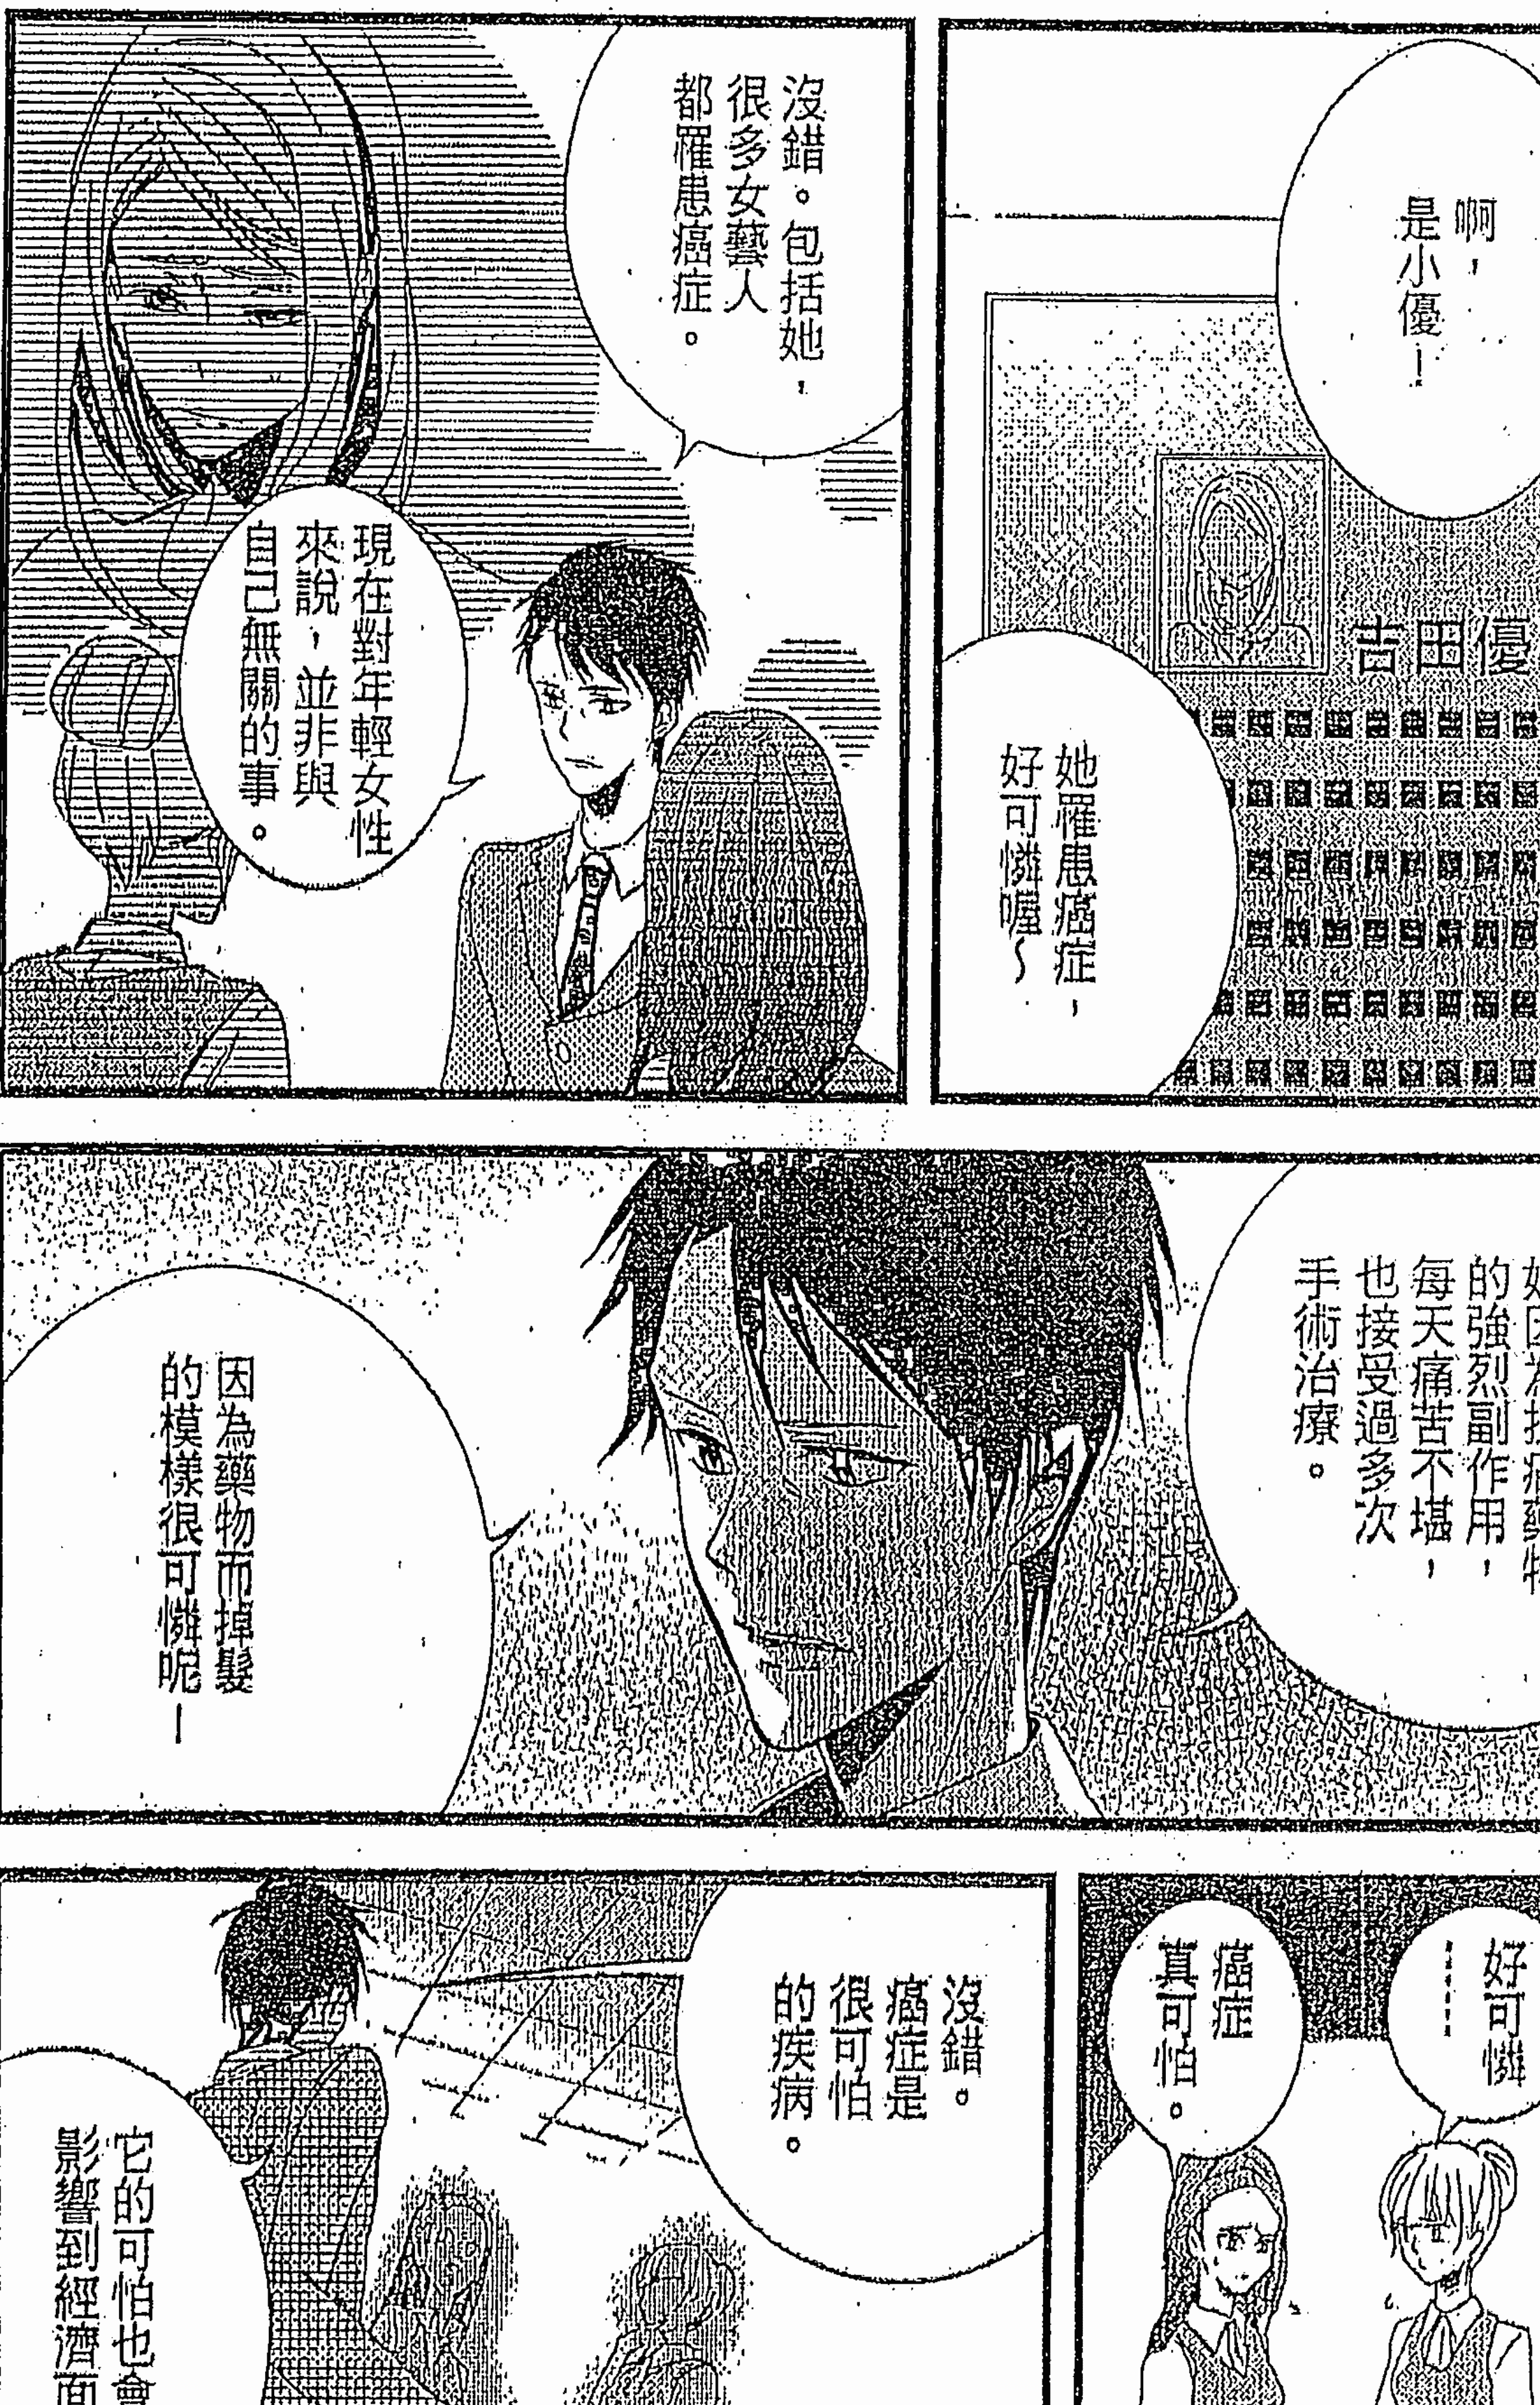 啊，
是小優！
吉田優
她罹患癌症，
好可憐喔～
沒錯。包括她，
很多女藝人
都罹患癌症。
現在對年輕女性
來說，並非與
自己無關的事。
的強烈副作用，
每天痛苦不堪，
也接受過多次
手術治療。
因為藥物而掉髮
的模樣很可憐呢—
好可憐
………
癌症
真可怕。
沒錯。
癌症是
很可怕
的疾病。
它的可怕也會
影響到經濟面